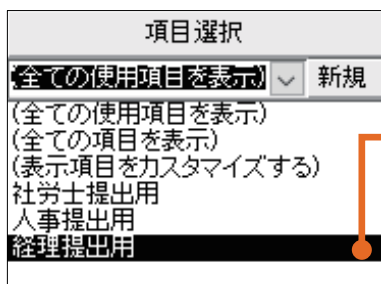 項目選択
(全ての使用項目を表示) 新規
(全ての使用項目を表示)
(全ての項目を表示)
(表示項目をカスタマイズする)
社労士提出用
人事提出用
経理提出用